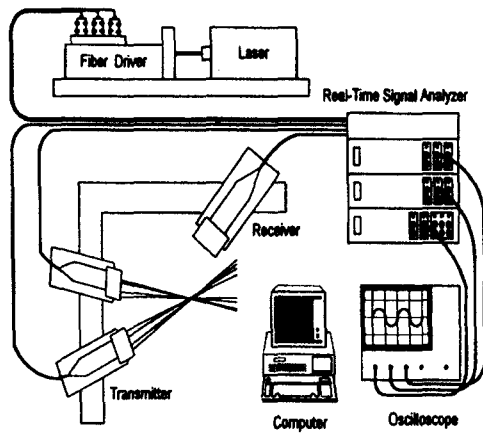 Fiber Driver
Laser
Real-Time Signal Analyzer
Receiver
Transmitter
Computer
Oscilloscope